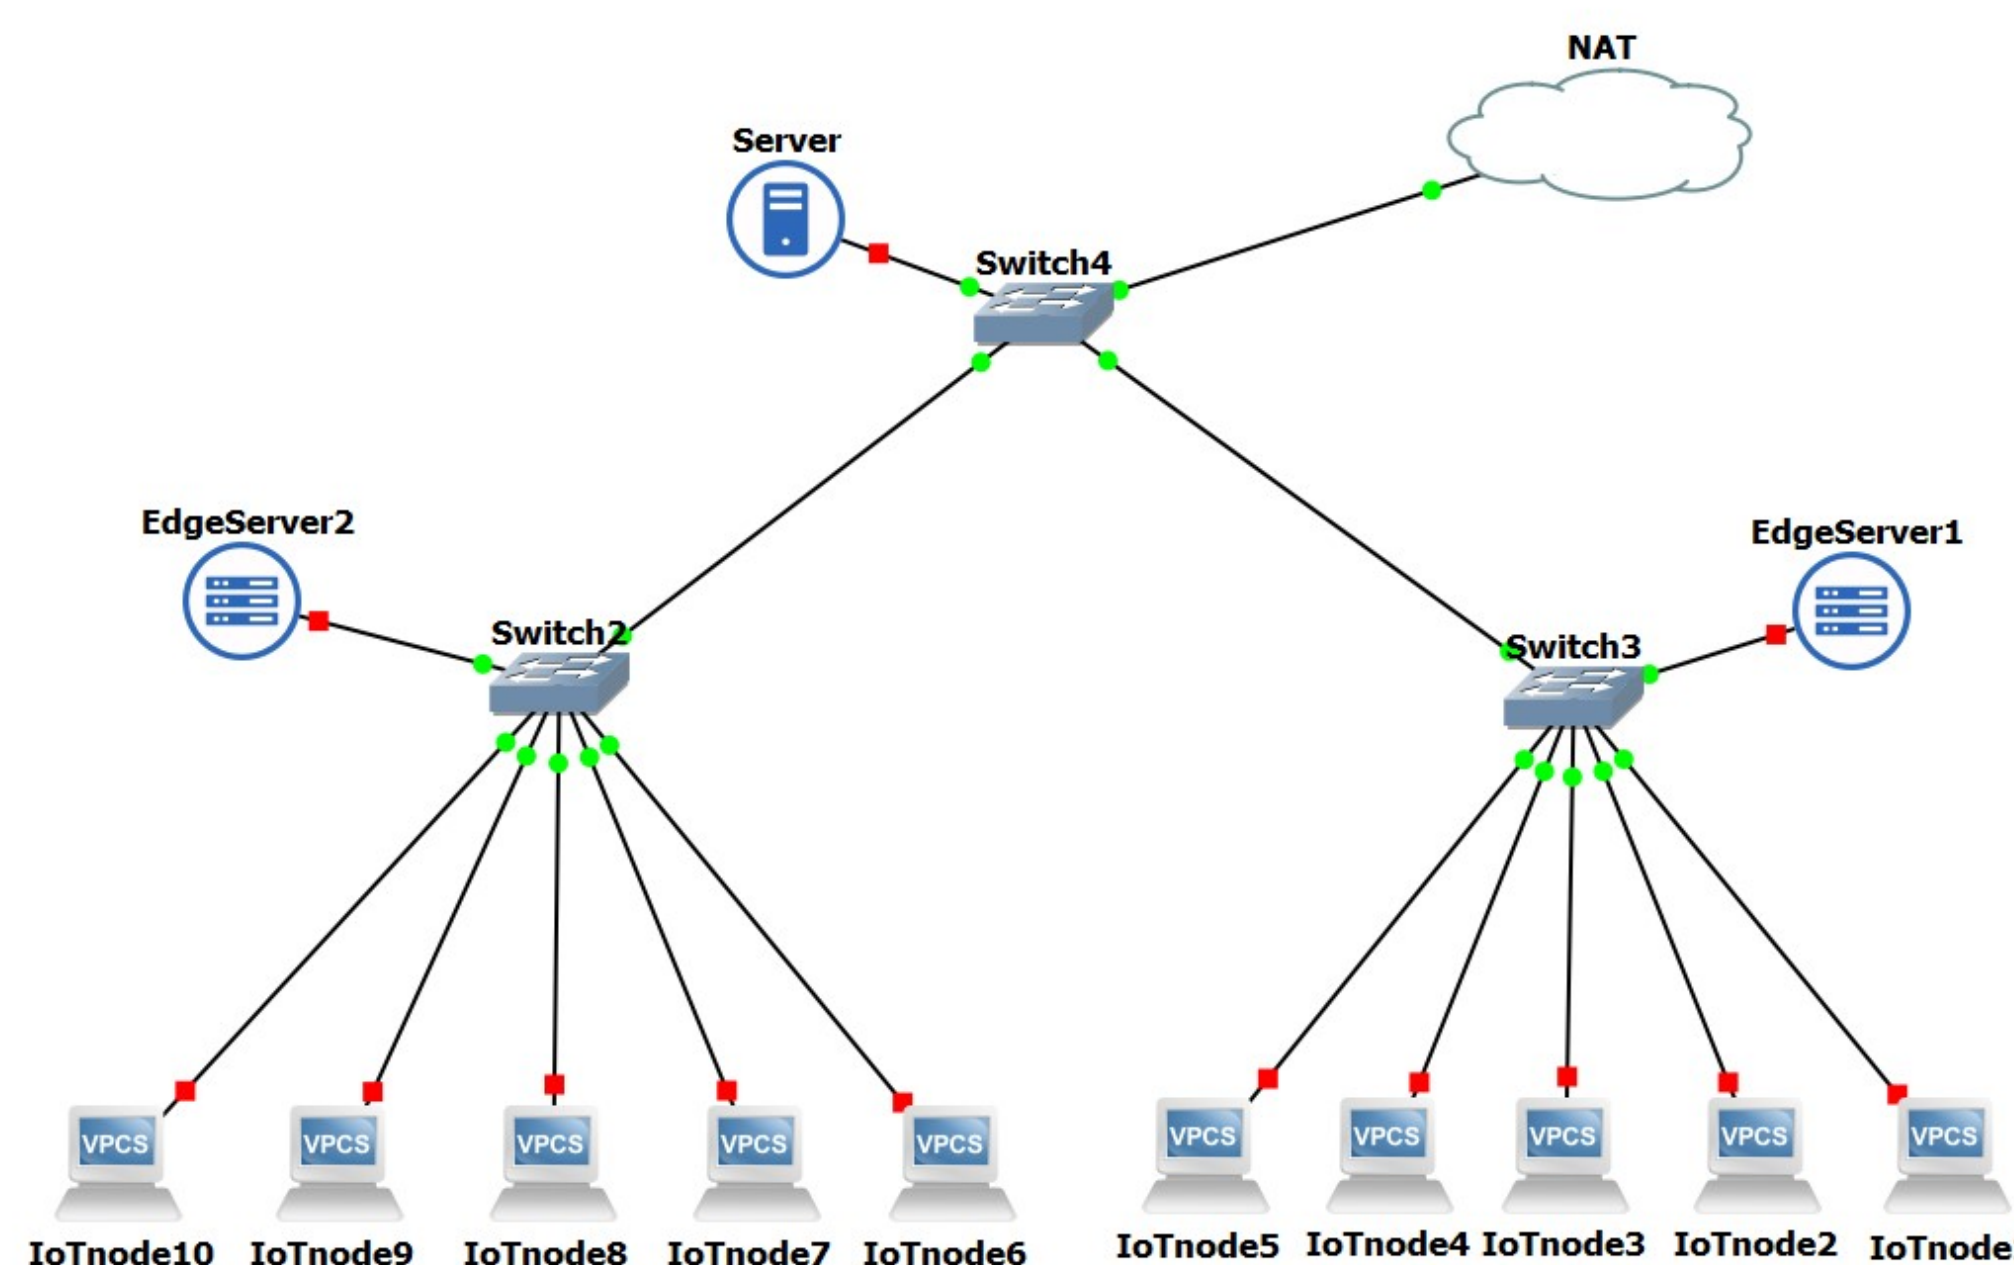 NAT
Server
Switch4
EdgeServer2
EdgeServer1
Switch2
Switch3
VPCS VPCS VPCS VPCS VPCS VPCS VPCS VPCS VPCS VPCS
IoTnode10 IoTnode9 IoTnode8 IoTnode7 IoTnode6 IoTnode5 IoTnode4 IoTnode3 IoTnode2 IoTnode